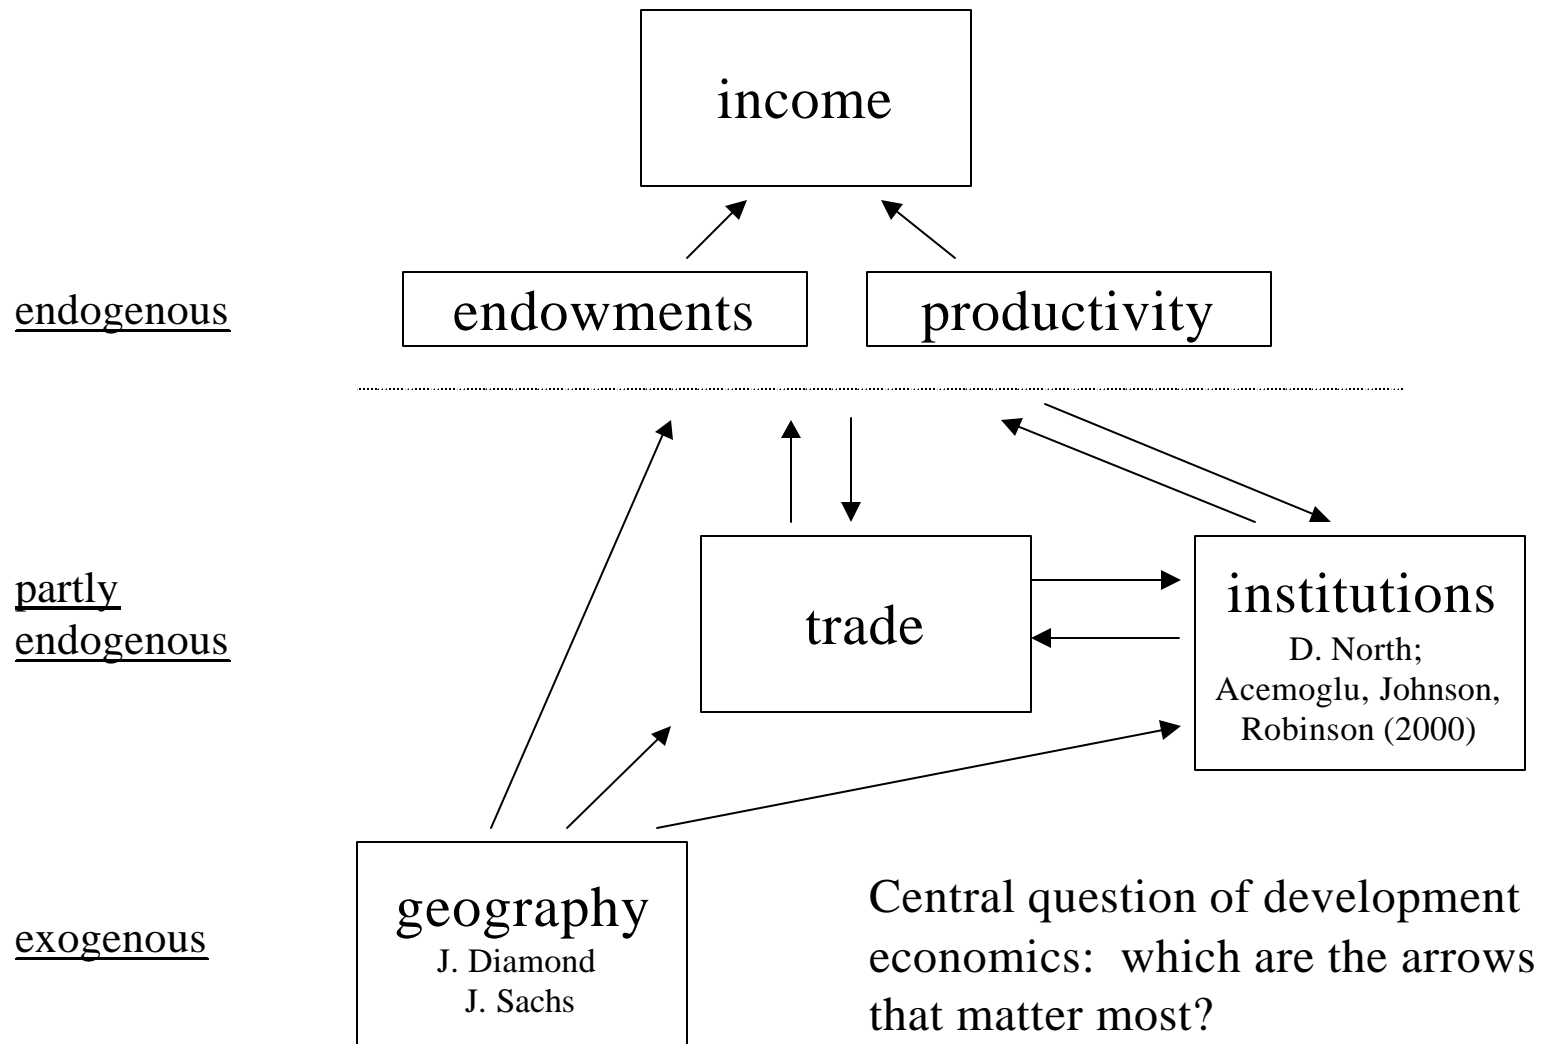 income
endogenous
endowments
productivity
partly
endogenous
trade
institutions
D. North;
Acemoglu, Johnson,
Robinson (2000)
exogenous
geography
J. Diamond
J. Sachs
Central question of development
economics: which are the arrows
that matter most?